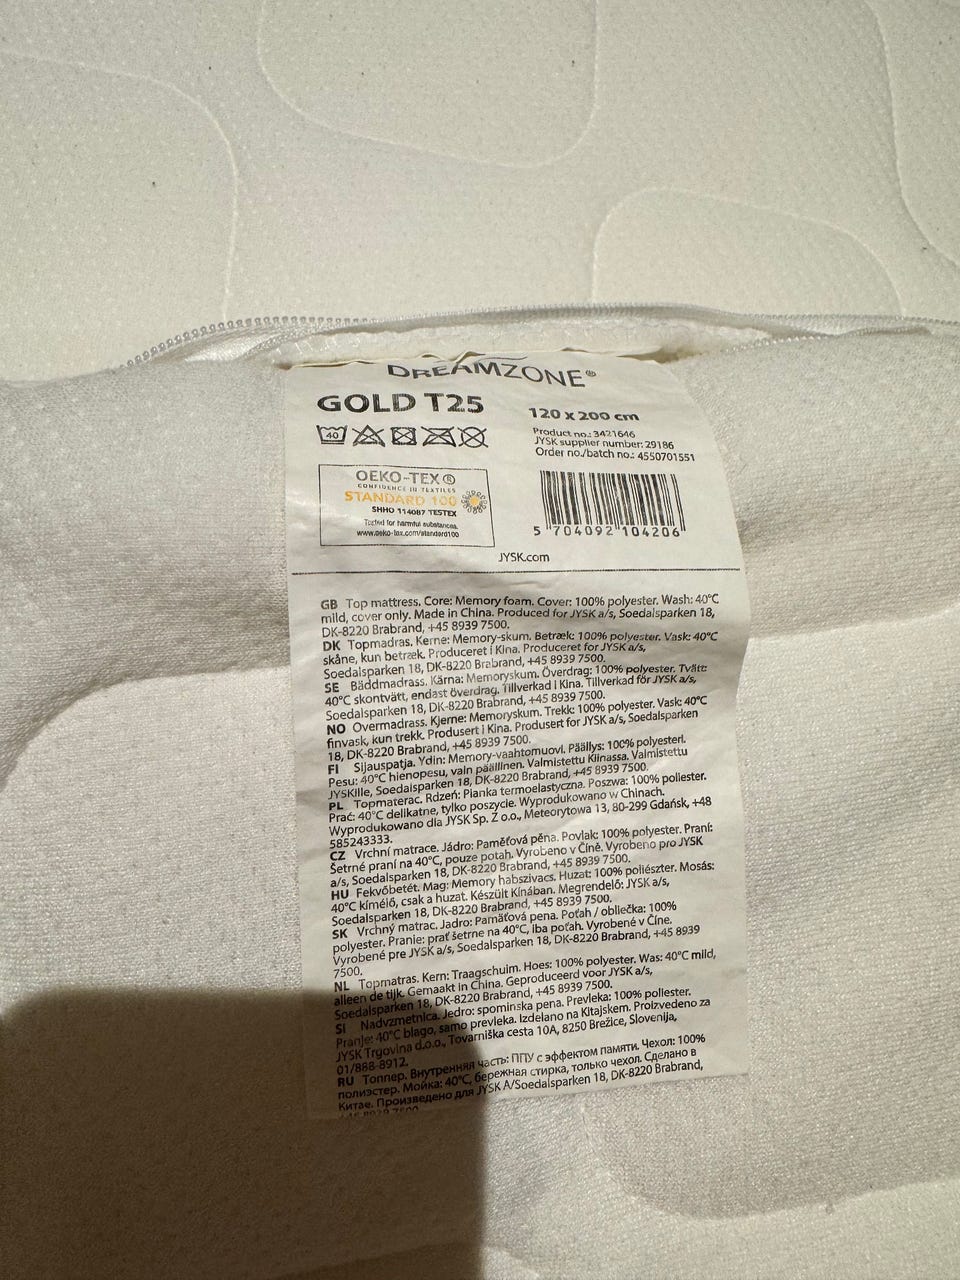 DREAMZONE®
GOLD T25
120 x 200 cm
40
Product no.: 3421646
JYSK supplier number: 29186
Order no./batch no.: 4550701551
OEKO-TEX®
CONFIDENCE IN TEXTILES
STANDARD 100
SHHO 114087 TESTEX
Tested for harmful substances.
www.oeko-tex.com/standard100
5 704092 104206
JYSK.com
GB Top mattress. Core: Memory foam. Cover: 100% polyester. Wash: 40°C
mild, cover only. Made in China. Produced for JYSK a/s, Soedalsparken 18,
DK-8220 Brabrand, +45 8939 7500.
DK Topmadras. Kerne: Memory-skum. Betræk: 100% polyester. Vask: 40°C
skåne, kun betræk. Produceret i Kina. Produceret for JYSK a/s,
Soedalsparken 18, DK-8220 Brabrand, +45 8939 7500.
SE Bäddmadrass. Kärna: Memoryskum. Överdrag: 100% polyester. Tvätt:
40°C skontvätt, endast överdrag. Tillverkad i Kina. Tillverkad för JYSK a/s,
Soedalsparken 18, DK-8220 Brabrand, +45 8939 7500.
NO Overmadrass. Kjerne: Memoryskum. Trekk: 100% polyester. Vask: 40°C
finvask, kun trekk. Produsert i Kina. Produsert for JYSK a/s, Soedalsparken
18, DK-8220 Brabrand, +45 8939 7500.
FI Sijauspatja. Ydin: Memory-vaahtomuovi. Päällys: 100% polyesteri.
Pesu: 40°C hienopesu, vain päällinen. Valmistettu Kiinassa. Valmistettu
JYSKille, Soedalsparken 18, DK-8220 Brabrand, +45 8939 7500.
PL Topmaterac. Rdzeń: Pianka termoelastyczna. Poszwa: 100% poliester.
Prać: 40°C delikatne, tylko poszycie. Wyprodukowano w Chinach.
Wyprodukowano dla JYSK Sp. Z o.o., Meteorytowa 13, 80-299 Gdańsk, +48
585243333.
CZ Vrchní matrace. Jádro: Paměťová pěna. Povlak: 100% polyester. Praní:
Šetrné praní na 40°C, pouze potah. Vyrobeno v Číně. Vyrobeno pro JYSK
a/s, Soedalsparken 18, DK-8220 Brabrand, +45 8939 7500.
HU Fekvőbetét. Mag: Memory habszivacs. Huzat: 100% poliészter. Mosás:
40°C kímélő, csak a huzat. Készült Kínában. Megrendelő: JYSK a/s,
Soedalsparken 18, DK-8220 Brabrand, +45 8939 7500.
SK Vrchný matrac. Jadro: Pamäťová pena. Poťah / obliečka: 100%
polyester. Pranie: prať šetrne na 40°C, iba poťah. Vyrobené v Číne.
Vyrobené pre JYSK a/s, Soedalsparken 18, DK-8220 Brabrand, +45 8939
7500.
NL Topmatras. Kern: Traagschuim. Hoes: 100% polyester. Was: 40°C mild,
alleen de tijk. Gemaakt in China. Geproduceerd voor JYSK a/s,
Soedalsparken 18, DK-8220 Brabrand, +45 8939 7500.
SI Nadvzmetnica. Jedro: spominska pena. Prevleka: 100% poliester.
Pranje: 40°C blago, samo prevleka. Izdelano na Kitajskem. Proizvedeno za
JYSK Trgovina d.o.o., Tovarniška cesta 10A, 8250 Brežice, Slovenija,
01/888-8912.
RU Топпер. Внутренняя часть: ППУ с эффектом памяти. Чехол: 100%
полиэстер. Мойка: 40°C, бережная стирка, только чехол. Сделано в
Китае. Произведено для JYSK A/Soedalsparken 18, DK-8220 Brabrand,
+45 8939 7500